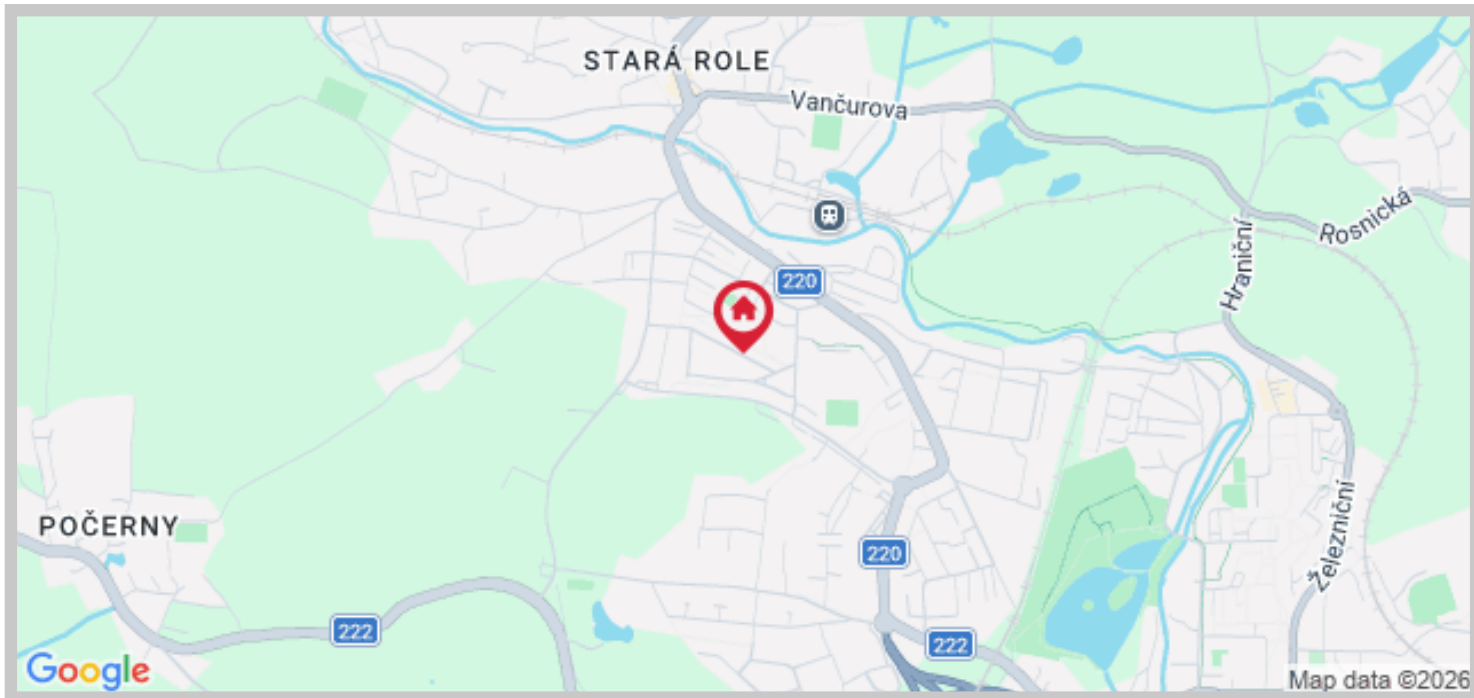 STARÁ ROLE
Vančurova
Rosnická
Hraniční
220
POČERNY
Železniční
220
222
222
Google
Map data ©2026